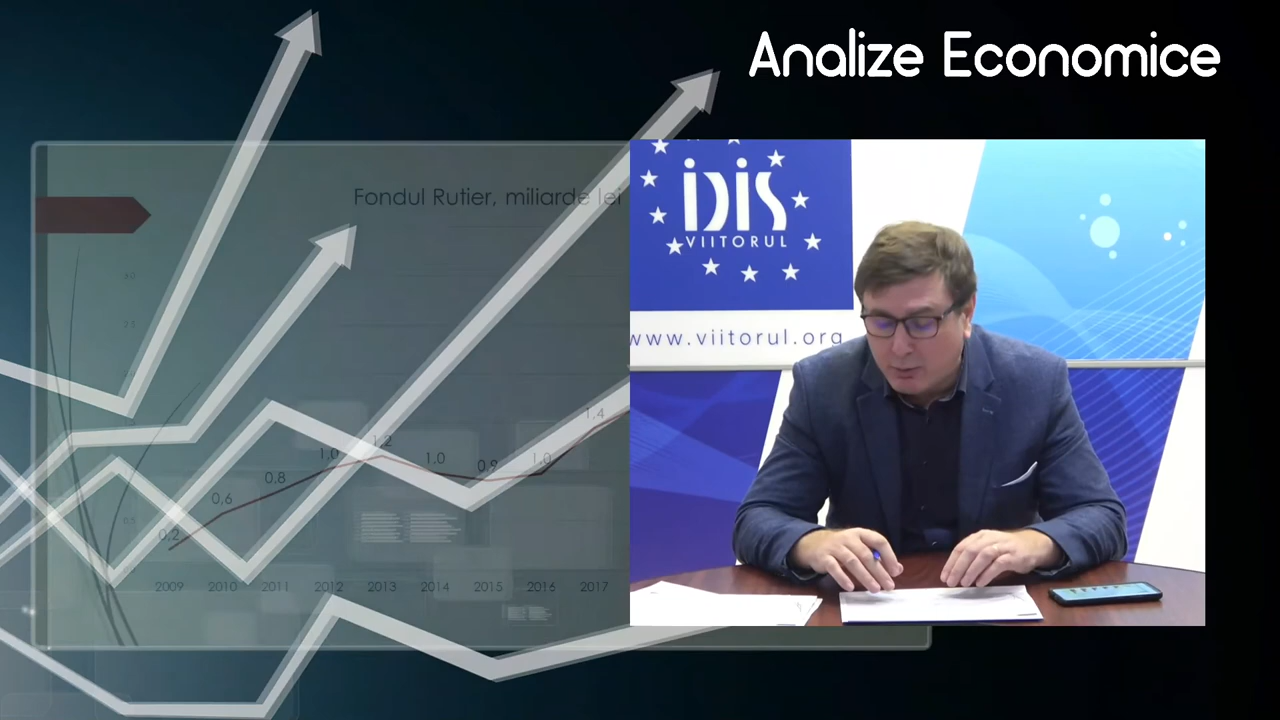 Analize Economice
Fondul Rutier, miliarde lei
1,4
1,2
1,0
1,0
0,9
1,0
0,8
0,6
0,2
2009 2010 2011 2012 2013 2014 2015 2016 2017
iDiS
VIITORUL
www.viitorul.org